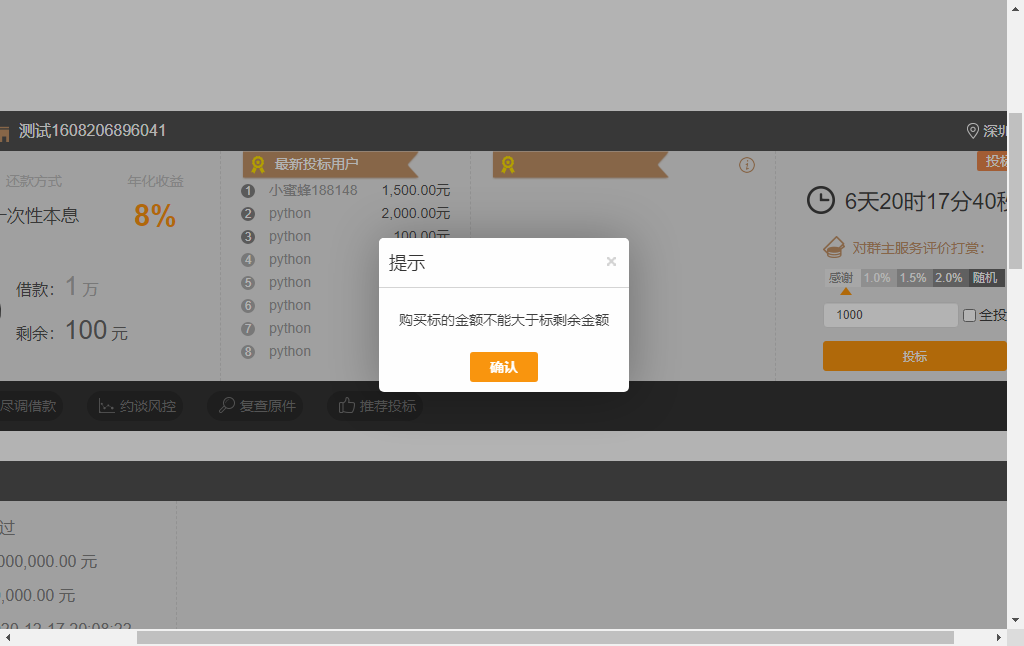 测试1608206896041
深圳
还款方式
年化收益
一次性本息
8%
借款：1 万
剩余：100 元
最新投标用户
1 小蜜蜂188148 1,500.00元
2 python 2,000.00元
3 python 100.00元
4 python
5 python
6 python
7 python
8 python
投标
6天20时17分40秒
对群主服务评价打赏：
感谢 1.0% 1.5% 2.0% 随机
1000
全投
投标
提示
×
购买标的金额不能大于标剩余金额
确认
尽调借款
约谈风控
复查原件
推荐投标
过
000,000.00 元
,000.00 元
20-12-17 20:08:22